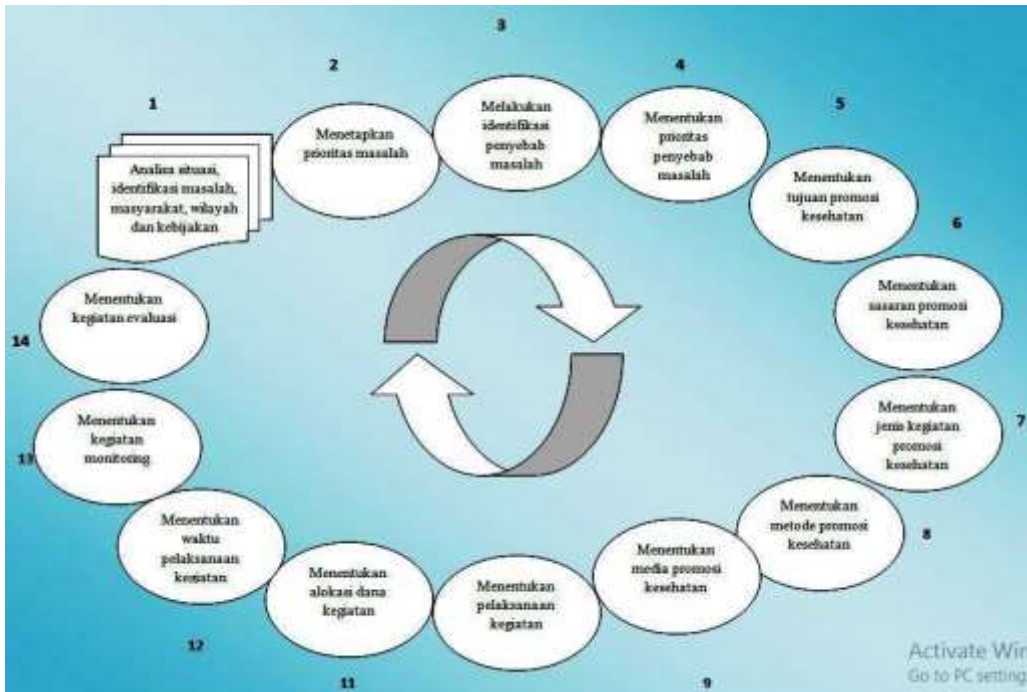 1
Analisa situasi,
identifikasi masalah,
masyarakat, wilayah
dan kebijakan
2
Menetapkan
prioritas masalah
3
Melakukan
identifikasi
penyebab
masalah
4
Menentukan
prioritas
penyebab
masalah
5
Menentukan
tujuan promosi
kesehatan
6
Menentukan
sasaran promosi
kesehatan
7
Menentukan
jenis kegiatan
promosi
kesehatan
8
Menentukan
metode promosi
kesehatan
9
Menentukan
media promosi
kesehatan
Menentukan
pelaksanaan
kegiatan
11
Menentukan
alokasi dana
kegiatan
12
Menentukan
waktu
pelaksanaan
kegiatan
13
Menentukan
kegiatan
monitoring
14
Menentukan
kegiatan evaluasi
Activate Win
Go to PC setting